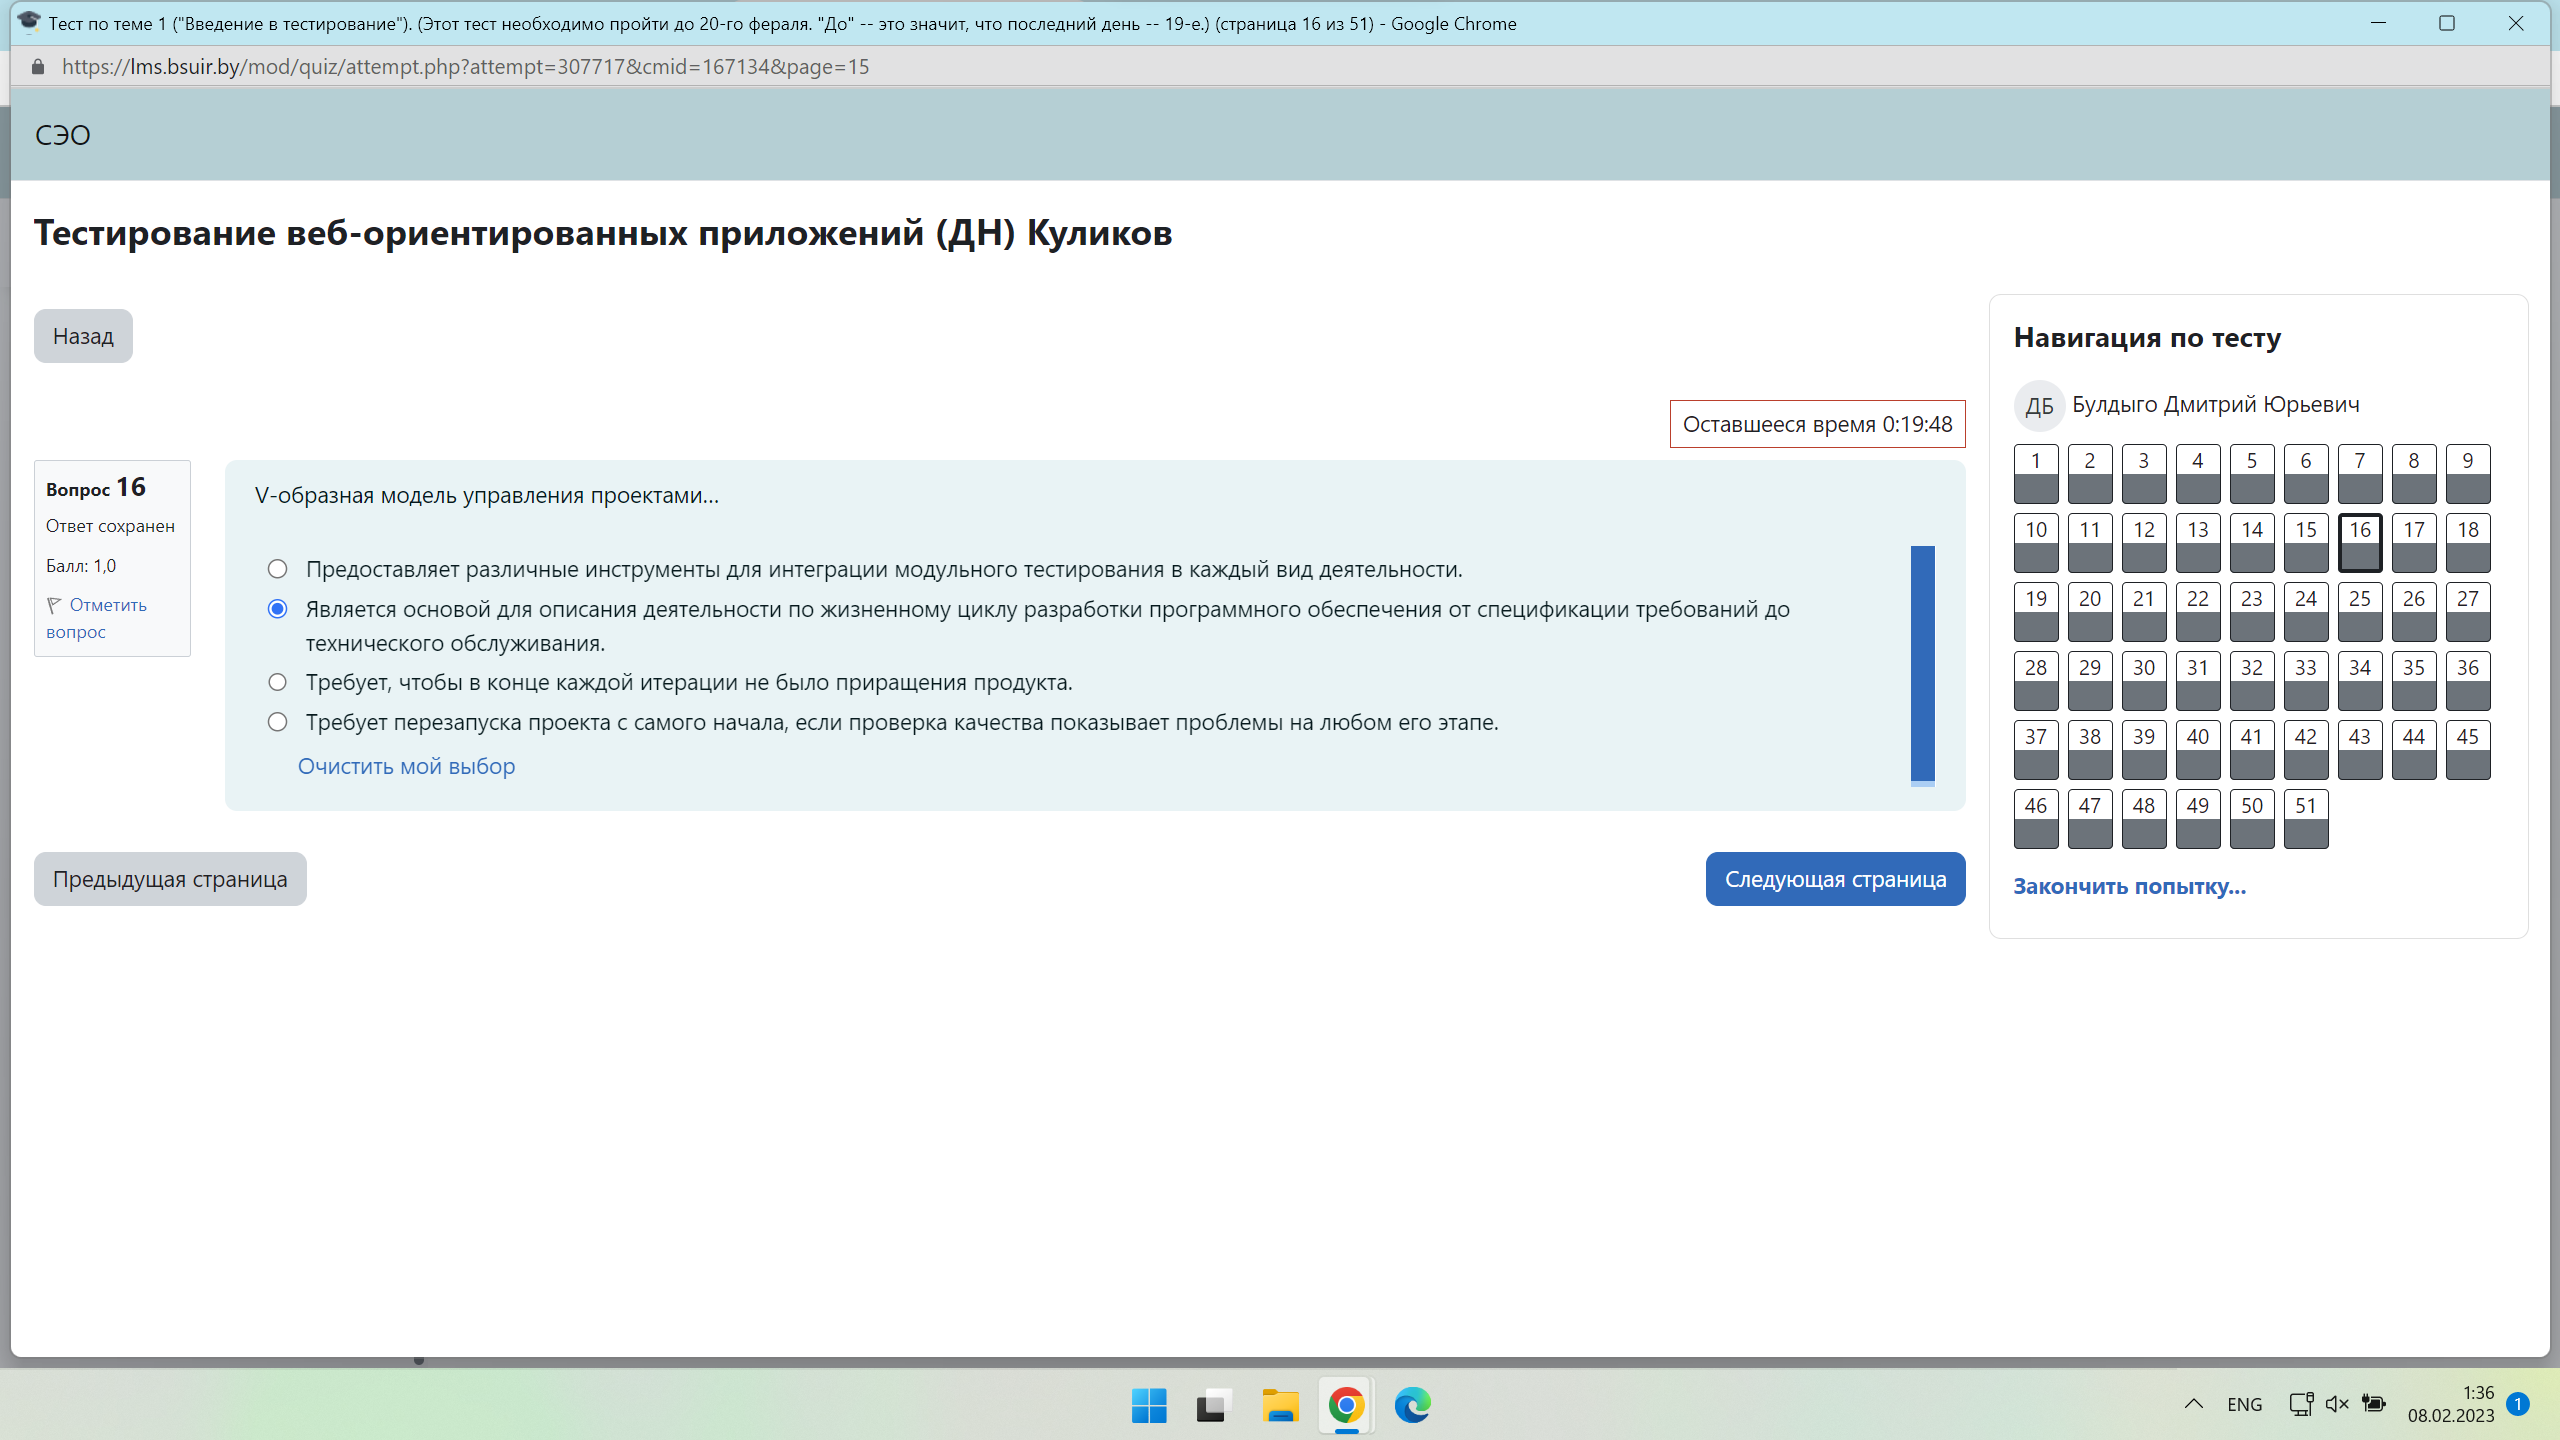 Тест по теме 1 ("Введение в тестирование"). (Этот тест необходимо пройти до 20-го фераля. "До" -- это значит, что последний день -- 19-е.) (страница 16 из 51) - Google Chrome
https://lms.bsuir.by/mod/quiz/attempt.php?attempt=307717&cmid=167134&page=15
СЭО
Тестирование веб-ориентированных приложений (ДН) Куликов
Назад
Оставшееся время 0:19:48
Вопрос 16
Ответ сохранен
Балл: 1,0
Отметить
вопрос
V-образная модель управления проектами...
Предоставляет различные инструменты для интеграции модульного тестирования в каждый вид деятельности.
Является основой для описания деятельности по жизненному циклу разработки программного обеспечения от спецификации требований до
технического обслуживания.
Требует, чтобы в конце каждой итерации не было приращения продукта.
Требует перезапуска проекта с самого начала, если проверка качества показывает проблемы на любом его этапе.
Очистить мой выбор
Предыдущая страница
Следующая страница
Навигация по тесту
ДБ Булдыго Дмитрий Юрьевич
1 2 3 4 5 6 7 8 9
10 11 12 13 14 15 16 17 18
19 20 21 22 23 24 25 26 27
28 29 30 31 32 33 34 35 36
37 38 39 40 41 42 43 44 45
46 47 48 49 50 51
Закончить попытку...
ENG
1:36
08.02.2023
1